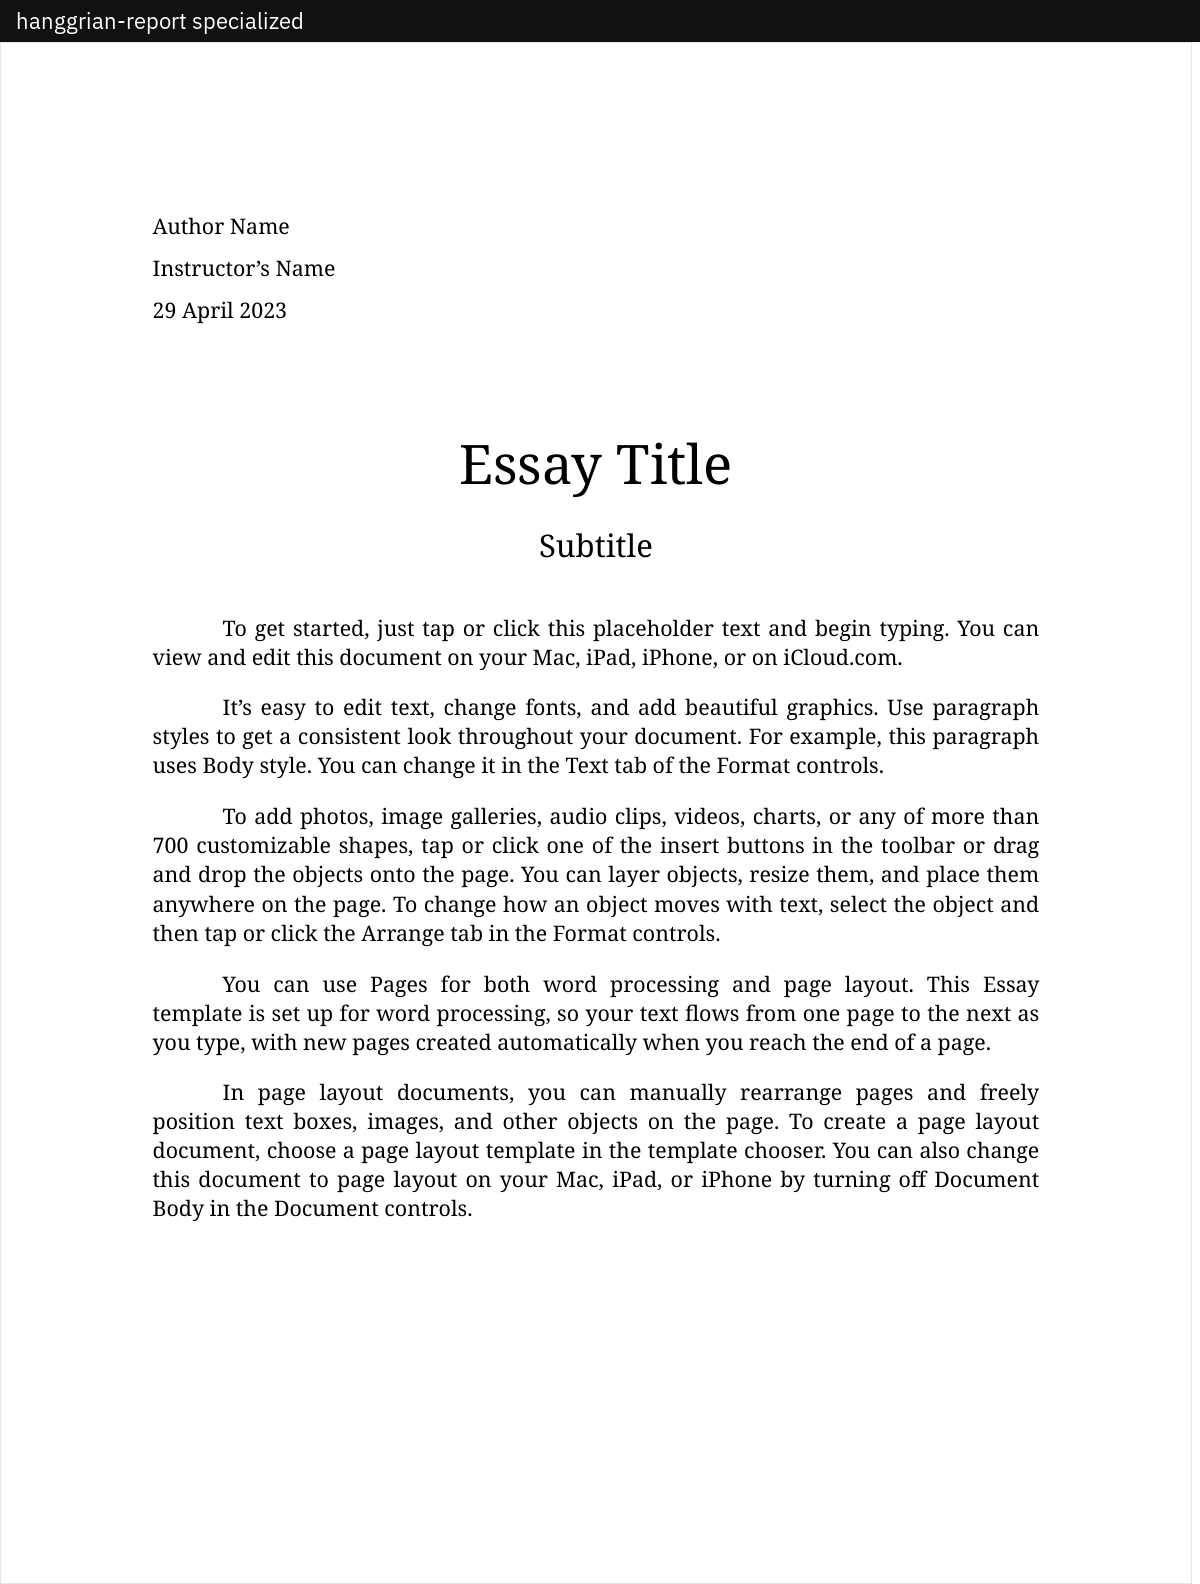 hanggrian-report specialized
Author Name
Instructor’s Name
29 April 2023
Essay Title
Subtitle
To get started, just tap or click this placeholder text and begin typing. You can
view and edit this document on your Mac, iPad, iPhone, or on iCloud.com.
It’s easy to edit text, change fonts, and add beautiful graphics. Use paragraph
styles to get a consistent look throughout your document. For example, this paragraph
uses Body style. You can change it in the Text tab of the Format controls.
To add photos, image galleries, audio clips, videos, charts, or any of more than
700 customizable shapes, tap or click one of the insert buttons in the toolbar or drag
and drop the objects onto the page. You can layer objects, resize them, and place them
anywhere on the page. To change how an object moves with text, select the object and
then tap or click the Arrange tab in the Format controls.
You can use Pages for both word processing and page layout. This Essay
template is set up for word processing, so your text flows from one page to the next as
you type, with new pages created automatically when you reach the end of a page.
In page layout documents, you can manually rearrange pages and freely
position text boxes, images, and other objects on the page. To create a page layout
document, choose a page layout template in the template chooser. You can also change
this document to page layout on your Mac, iPad, or iPhone by turning off Document
Body in the Document controls.